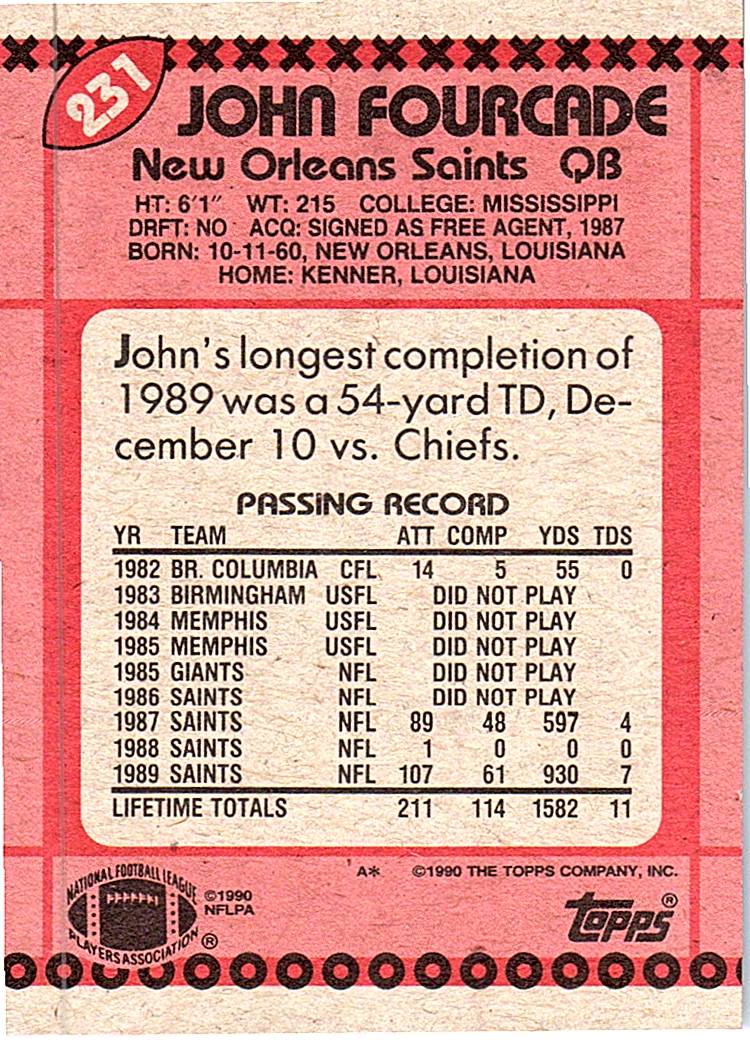 231
JOHN FOURCADE
New Orleans Saints QB
HT: 6'1" WT: 215 COLLEGE: MISSISSIPPI
DRFT: NO ACQ: SIGNED AS FREE AGENT, 1987
BORN: 10-11-60, NEW ORLEANS, LOUISIANA
HOME: KENNER, LOUISIANA
John's longest completion of
1989 was a 54-yard TD, De-
cember 10 vs. Chiefs.
PASSING RECORD
YR TEAM ATT COMP YDS TDS
1982 BR. COLUMBIA CFL 14 5 55 0
1983 BIRMINGHAM USFL DID NOT PLAY
1984 MEMPHIS USFL DID NOT PLAY
1985 MEMPHIS USFL DID NOT PLAY
1985 GIANTS NFL DID NOT PLAY
1986 SAINTS NFL DID NOT PLAY
1987 SAINTS NFL 89 48 597 4
1988 SAINTS NFL 1 0 0 0
1989 SAINTS NFL 107 61 930 7
LIFETIME TOTALS 211 114 1582 11
A* ©1990 THE TOPPS COMPANY, INC.
NATIONAL FOOTBALL LEAGUE
PLAYERS ASSOCIATION ®
©1990
NFLPA
topps®